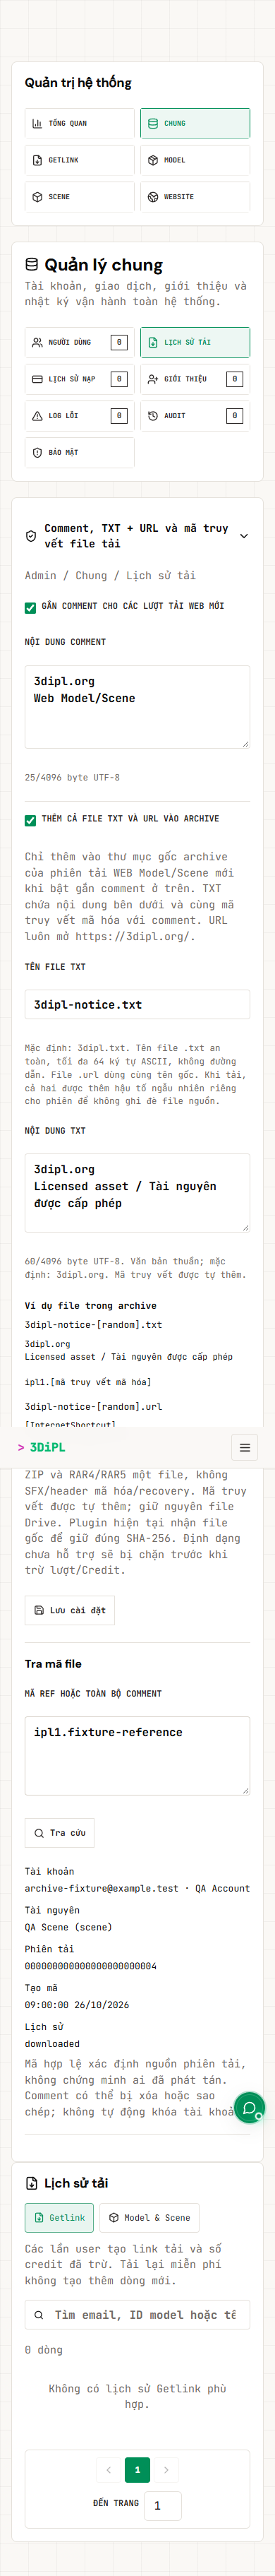 Quản trị hệ thống
TỔNG QUAN
CHUNG
GETLINK
MODEL
SCENE
WEBSITE
Quản lý chung
Tài khoản, giao dịch, giới thiệu và
nhật ký vận hành toàn hệ thống.
NGƯỜI DÙNG 0
LỊCH SỬ TẢI
LỊCH SỬ NẠP 0
GIỚI THIỆU 0
LOG LỖI 0
AUDIT 0
BẢO MẬT
Comment, TXT + URL và mã truy
vết file tải
Admin / Chung / Lịch sử tải
GẮN COMMENT CHO CÁC LƯỢT TẢI WEB MỚI
NỘI DUNG COMMENT
3dipl.org
Web Model/Scene
25/4096 byte UTF-8
THÊM CẢ FILE TXT VÀ URL VÀO ARCHIVE
Chỉ thêm vào thư mục gốc archive
của phiên tải WEB Model/Scene mới
khi bật gắn comment ở trên. TXT
chứa nội dung bên dưới và cùng mã
truy vết mã hóa với comment. URL
luôn mở https://3dipl.org/.
TÊN FILE TXT
3dipl-notice.txt
Mặc định: 3dipl.txt. Tên file .txt an
toàn, tối đa 64 ký tự ASCII, không đường
dẫn. File .url dùng cùng tên gốc. Khi tải,
cả hai được thêm hậu tố ngẫu nhiên riêng
cho phiên để không ghi đè file nguồn.
NỘI DUNG TXT
3dipl.org
Licensed asset / Tài nguyên
được cấp phép
60/4096 byte UTF-8. Văn bản thuần; mặc
định: 3dipl.org. Mã truy vết được tự thêm.
Ví dụ file trong archive
3dipl-notice-[random].txt
3dipl.org
Licensed asset / Tài nguyên được cấp phép
ipl1.[mã truy vết mã hóa]
3dipl-notice-[random].url
[InternetShortcut]
> 3DiPL
ZIP và RAR4/RAR5 một file, không
SFX/header mã hóa/recovery. Mã truy
vết được tự thêm; giữ nguyên file
Drive. Plugin hiện tại nhận file
gốc để giữ đúng SHA-256. Định dạng
chưa hỗ trợ sẽ bị chặn trước khi
trừ lượt/Credit.
Lưu cài đặt
Tra mã file
MÃ REF HOẶC TOÀN BỘ COMMENT
ipl1.fixture-reference
Tra cứu
Tài khoản
archive-fixture@example.test · QA Account
Tài nguyên
QA Scene (scene)
Phiên tải
000000000000000000000004
Tạo mã
09:00:00 26/10/2026
Lịch sử
downloaded
Mã hợp lệ xác định nguồn phiên tải,
không chứng minh ai đã phát tán.
Comment có thể bị xóa hoặc sao
chép; không tự động khóa tài
Lịch sử tải
Getlink
Model & Scene
Các lần user tạo link tải và số
credit đã trừ. Tải lại miễn phí
không tạo thêm dòng mới.
Tìm email, ID model hoặc
0 dòng
Không có lịch sử Getlink phù
hợp.
1
ĐẾN TRANG 1